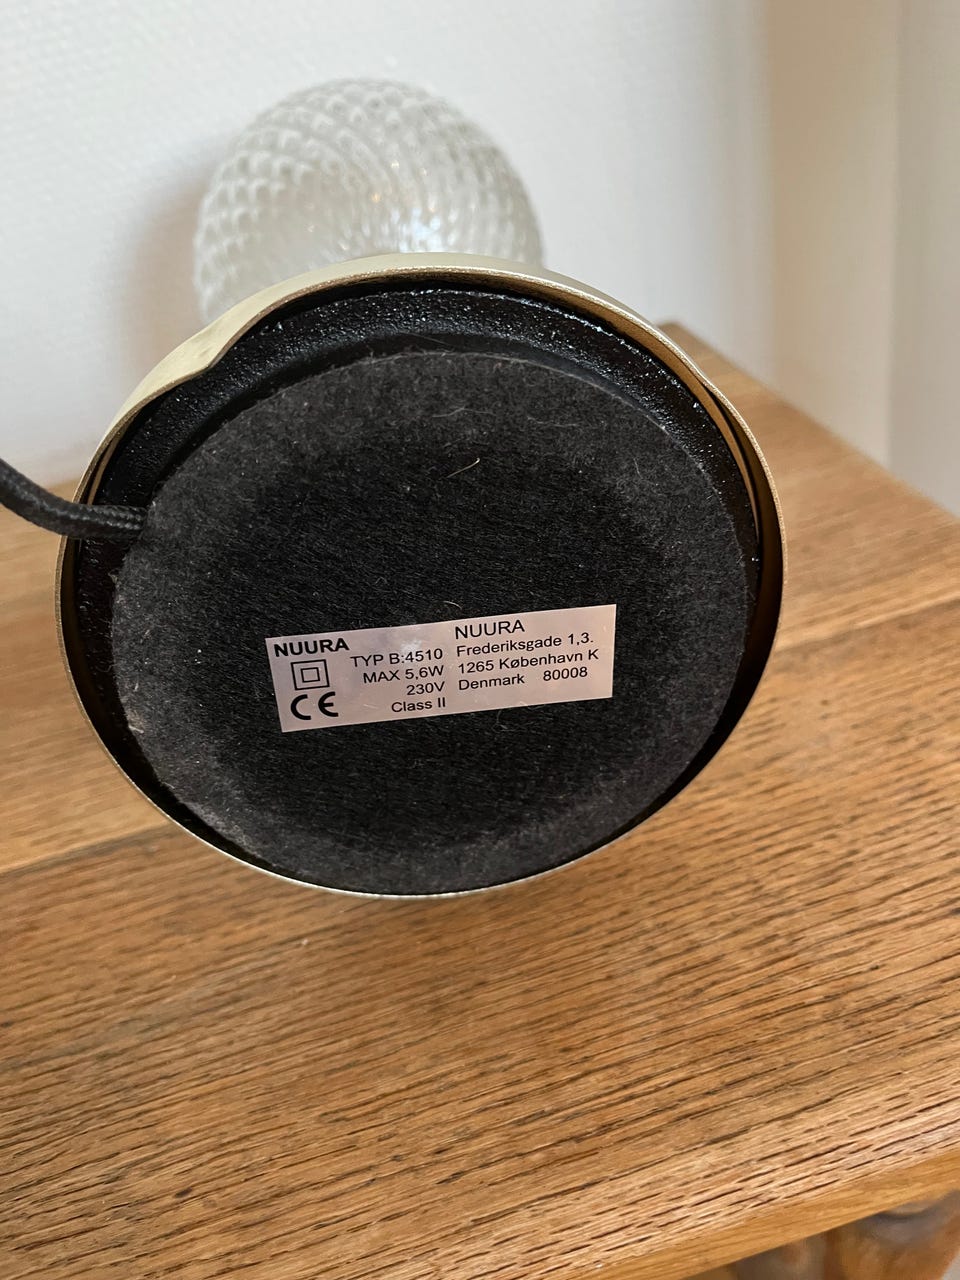 NUURA
TYP B:4510
MAX 5,6W
230V
Class II
CE
NUURA
Frederiksgade 1,3.
1265 København K
Denmark 80008